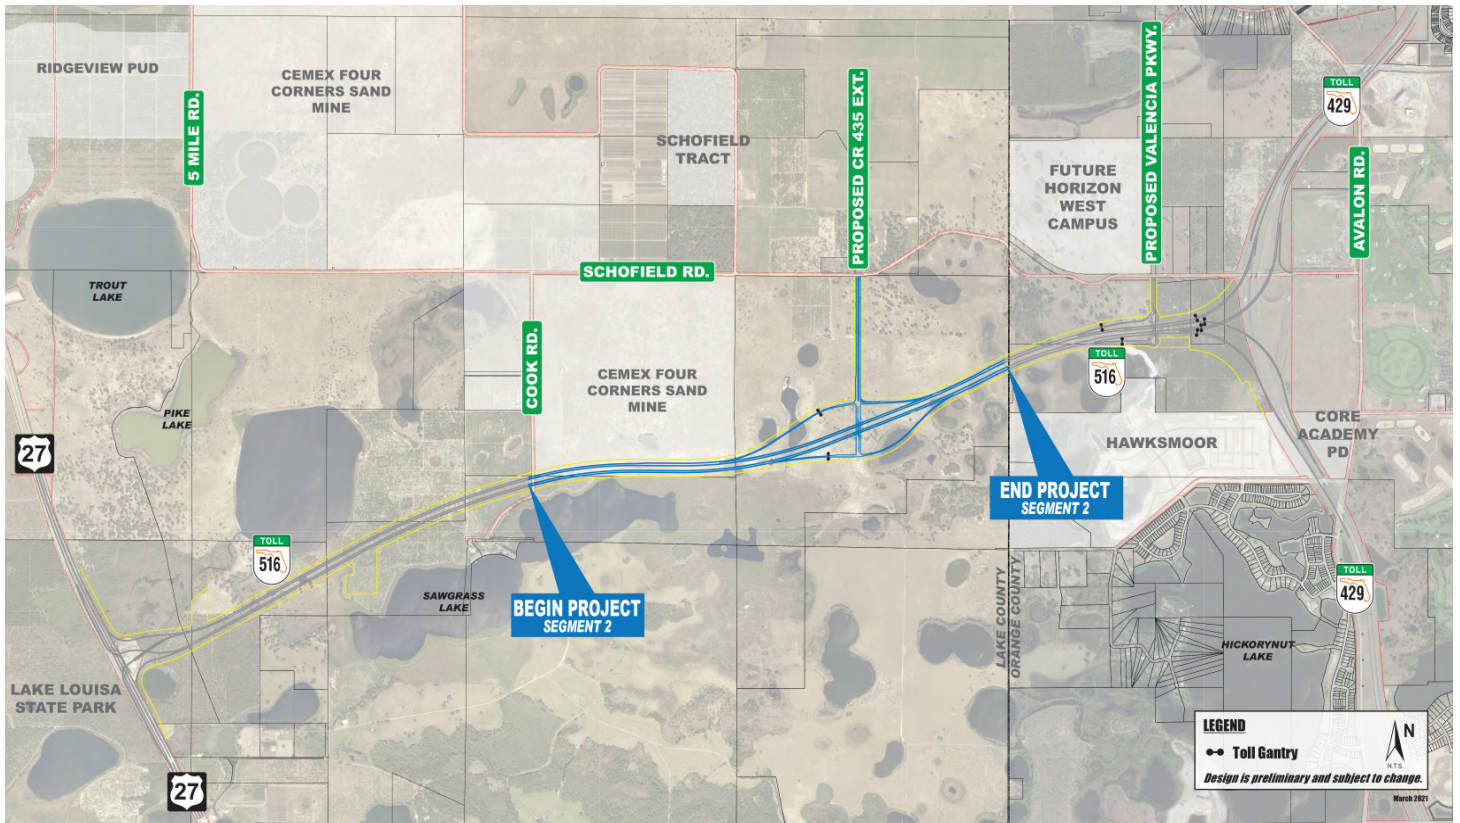 RIDGEVIEW PUD
5 MILE RD.
CEMEX FOUR
CORNERS SAND
MINE
SCHOFIELD
TRACT
PROPOSED CR 435 EXT.
PROPOSED VALENCIA PKWY.
TOLL
429
AVALON RD.
FUTURE
HORIZON
WEST
CAMPUS
SCHOFIELD RD.
TROUT
LAKE
COOK RD.
CEMEX FOUR
CORNERS SAND
MINE
TOLL
516
PIKE
LAKE
27
HAWKSMOOR
CORE
ACADEMY
PD
END PROJECT
SEGMENT 2
TOLL
516
SAWGRASS
LAKE
BEGIN PROJECT
SEGMENT 2
LAKE COUNTY
ORANGE COUNTY
TOLL
429
HICKORYNUT
LAKE
LAKE LOUISA
STATE PARK
27
LEGEND
Toll Gantry
N
N.T.S.
Design is preliminary and subject to change.
March 2021